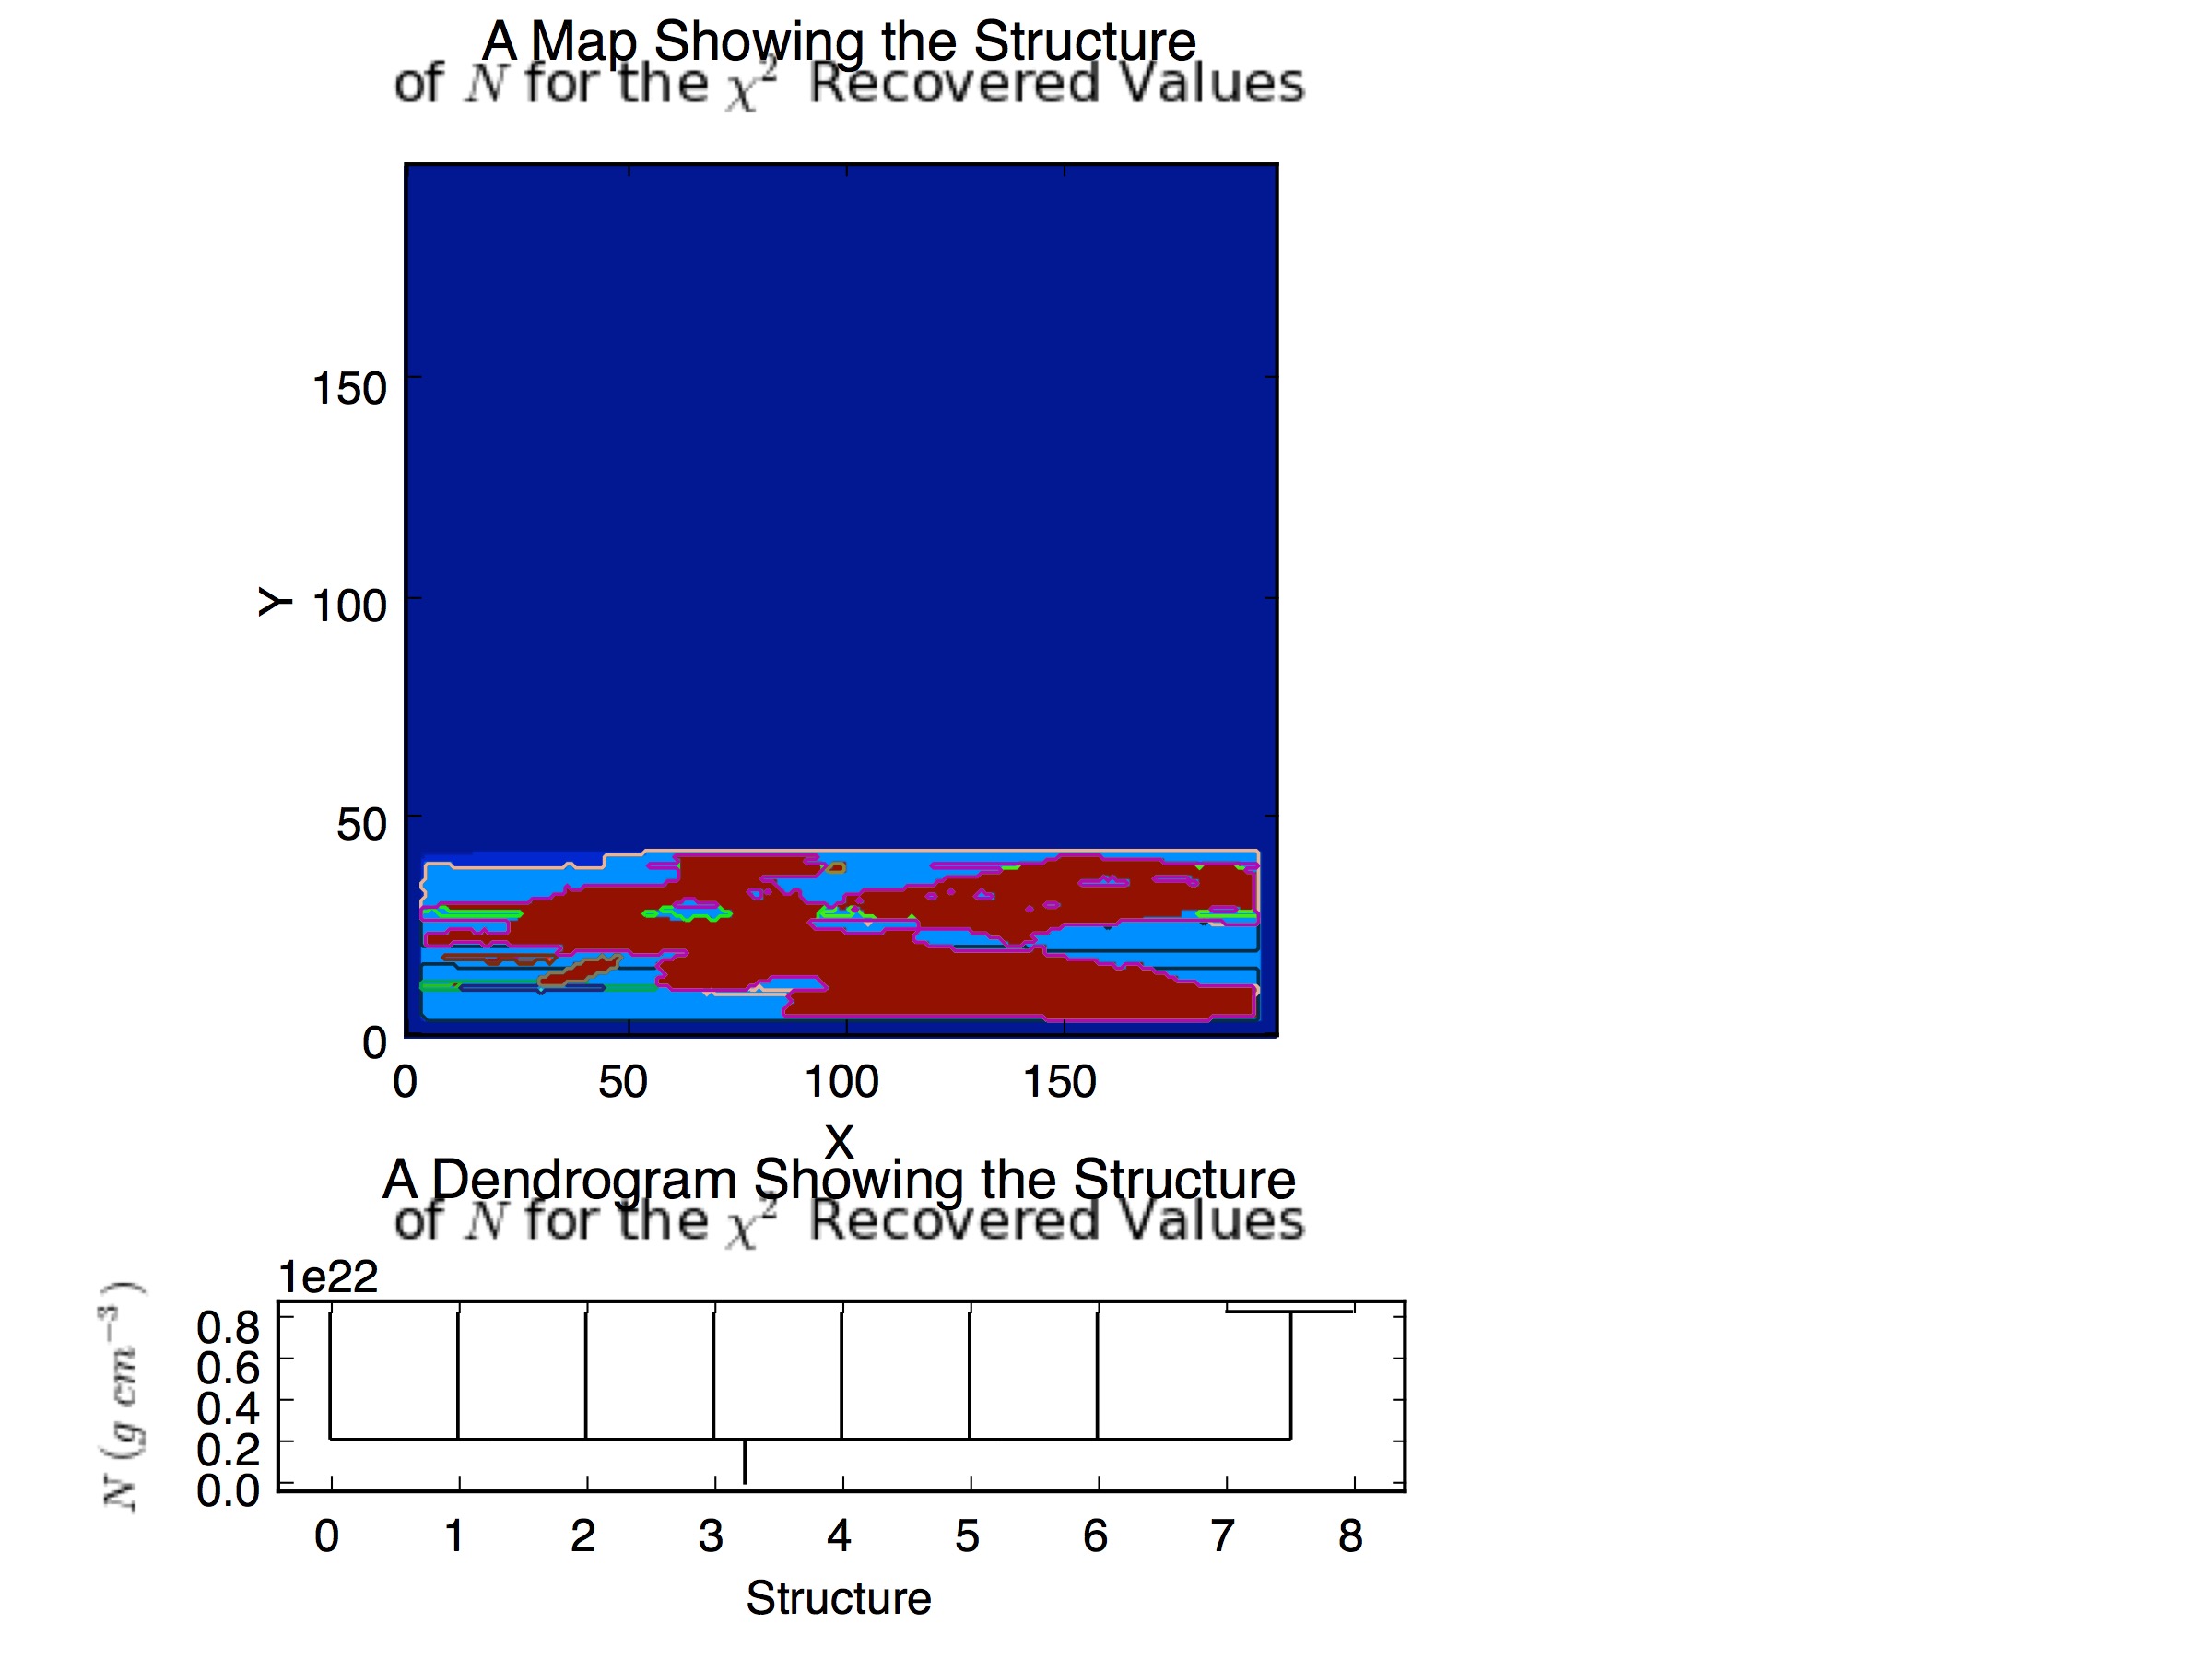 A Map Showing the Structure
of N for the χ² Recovered Values
150
Y 100
50
0
0 50 100 150
X
A Dendrogram Showing the Structure
of N for the χ² Recovered Values
1e22
N (g cm⁻³)
0.8
0.6
0.4
0.2
0.0
0 1 2 3 4 5 6 7 8
Structure